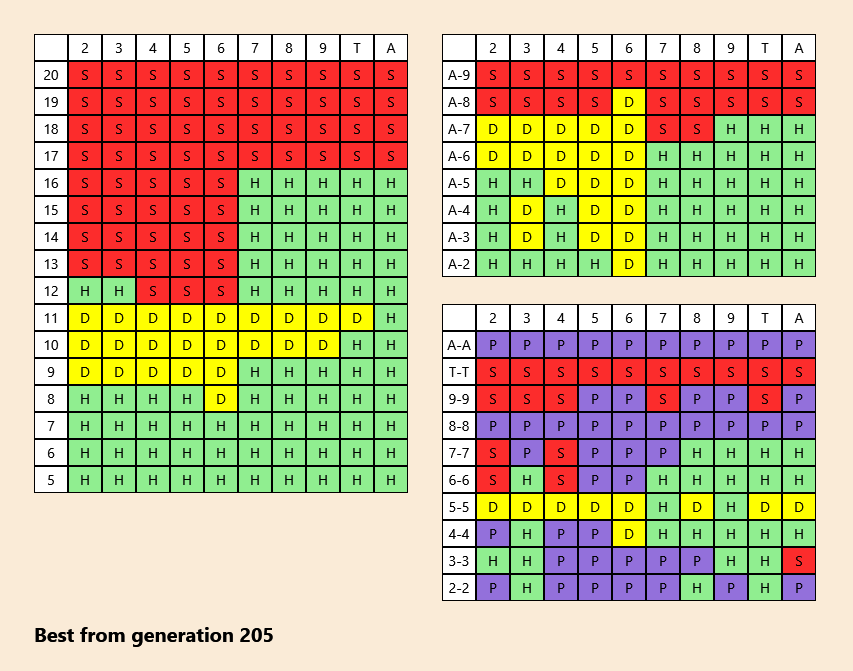 2 3 4 5 6 7 8 9 T A
20 S S S S S S S S S S
19 S S S S S S S S S S
18 S S S S S S S S S S
17 S S S S S S S S S S
16 S S S S S H H H H H
15 S S S S S H H H H H
14 S S S S S H H H H H
13 S S S S S H H H H H
12 H H S S S H H H H H
11 D D D D D D D D D H
10 D D D D D D D D H H
9 D D D D D H H H H H
8 H H H H D H H H H H
7 H H H H H H H H H H
6 H H H H H H H H H H
5 H H H H H H H H H H
2 3 4 5 6 7 8 9 T A
A-9 S S S S S S S S S S
A-8 S S S S D S S S S S
A-7 D D D D D S S H H H
A-6 D D D D D H H H H H
A-5 H H D D D H H H H H
A-4 H D H D D H H H H H
A-3 H D H D D H H H H H
A-2 H H H H D H H H H H
2 3 4 5 6 7 8 9 T A
A-A P P P P P P P P P P
T-T S S S S S S S S S S
9-9 S S S P P S P P S P
8-8 P P P P P P P P P P
7-7 S P S P P P H H H H
6-6 S H S P P H H H H H
5-5 D D D D D H D H D D
4-4 P H P P D H H H H H
3-3 H H P P P P P H H S
2-2 P H P P P P H P H P
Best from generation 205